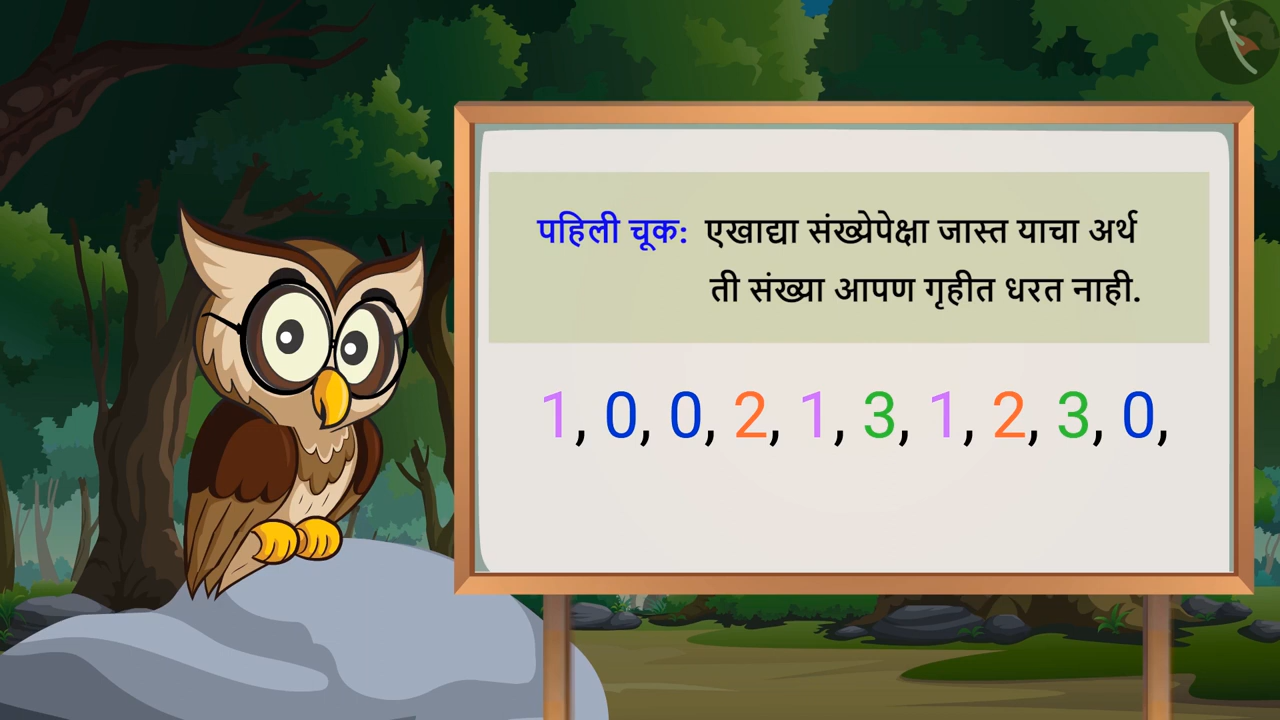 पहिली चूक: एखाद्या संख्येपेक्षा जास्त याचा अर्थ
ती संख्या आपण गृहीत धरत नाही.
1, 0, 0, 2, 1, 3, 1, 2, 3, 0,